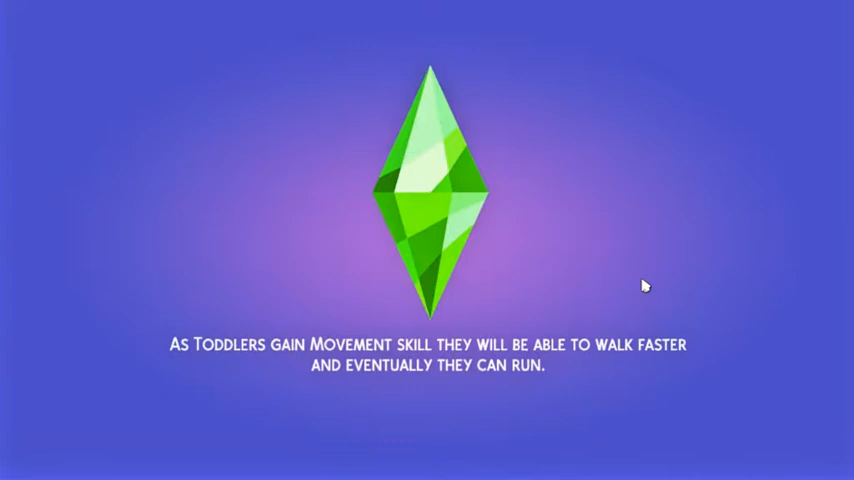 As Toddlers gain Movement skill they will be able to walk faster
and eventually they can run.